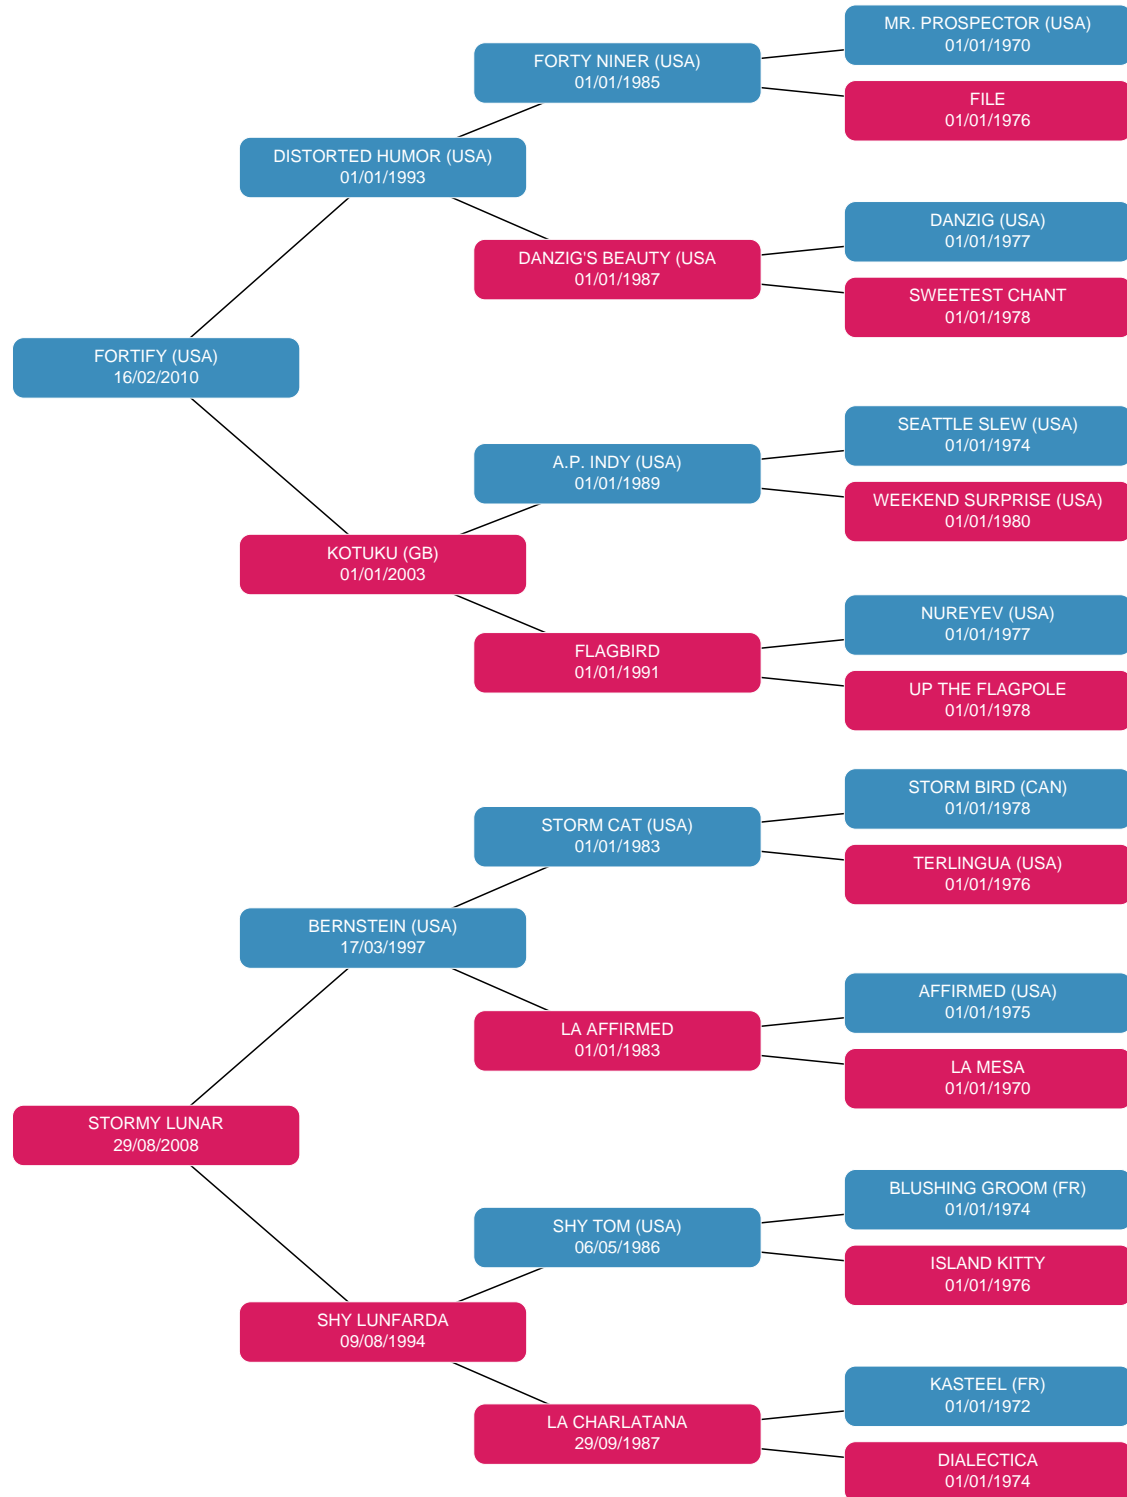 MR. PROSPECTOR (USA)
01/01/1970
FORTY NINER (USA)
01/01/1985
FILE
01/01/1976
DISTORTED HUMOR (USA)
01/01/1993
DANZIG (USA)
01/01/1977
DANZIG'S BEAUTY (USA
01/01/1987
SWEETEST CHANT
01/01/1978
FORTIFY (USA)
16/02/2010
SEATTLE SLEW (USA)
01/01/1974
A.P. INDY (USA)
01/01/1989
WEEKEND SURPRISE (USA)
01/01/1980
KOTUKU (GB)
01/01/2003
NUREYEV (USA)
01/01/1977
FLAGBIRD
01/01/1991
UP THE FLAGPOLE
01/01/1978
STORM BIRD (CAN)
01/01/1978
STORM CAT (USA)
01/01/1983
TERLINGUA (USA)
01/01/1976
BERNSTEIN (USA)
17/03/1997
AFFIRMED (USA)
01/01/1975
LA AFFIRMED
01/01/1983
LA MESA
01/01/1970
STORMY LUNAR
29/08/2008
BLUSHING GROOM (FR)
01/01/1974
SHY TOM (USA)
06/05/1986
ISLAND KITTY
01/01/1976
SHY LUNFARDA
09/08/1994
KASTEEL (FR)
01/01/1972
LA CHARLATANA
29/09/1987
DIALECTICA
01/01/1974